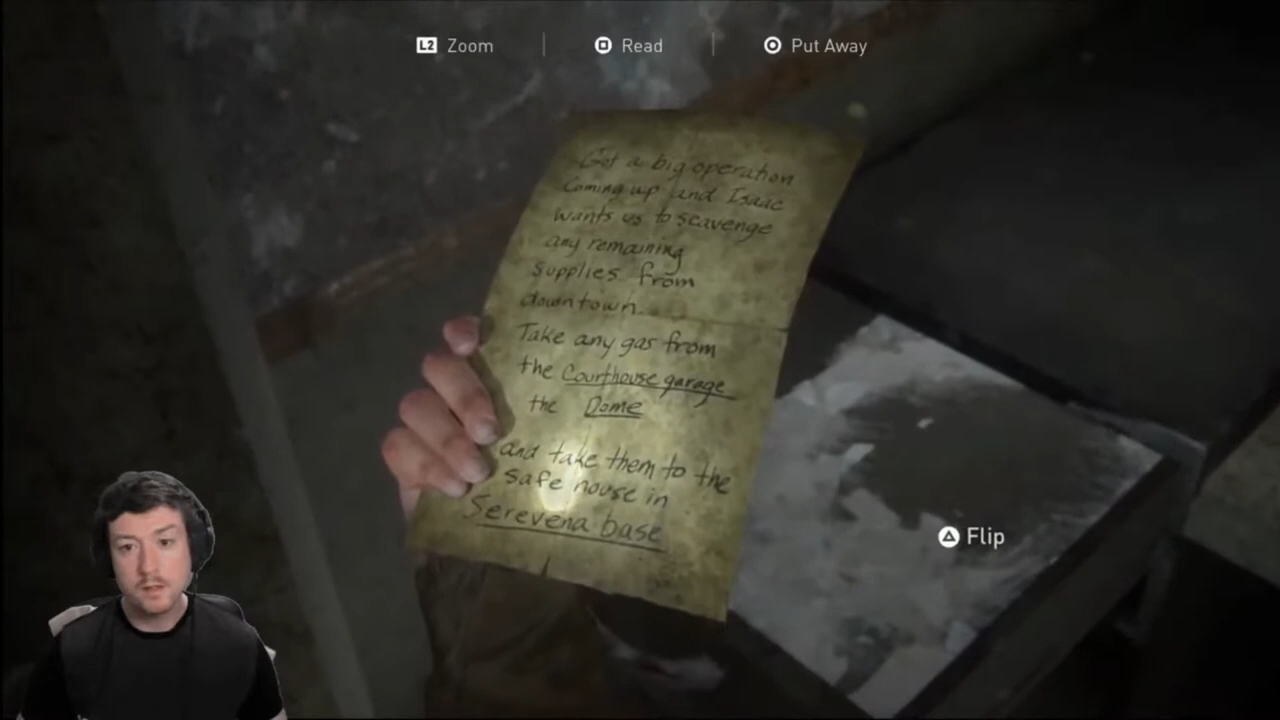 L2 Zoom | Read | Put Away
Got a big operation
Coming up and Isaac
wants us to scavenge
any remaining
supplies from
downtown.
Take any gas from
the Courthouse garage
the Dome
and take them to the
safe house in
Serevena base
Flip